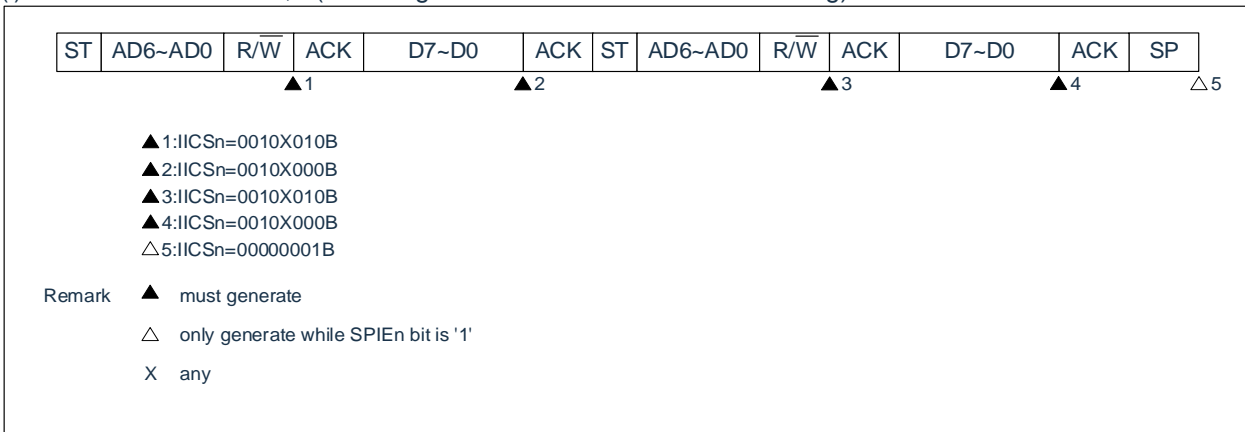 ST AD6~AD0 R/W ACK D7~D0 ACK ST AD6~AD0 R/W ACK D7~D0 ACK SP
▲1 ▲2 ▲3 ▲4 △5
▲1:IICSn=0010X010B
▲2:IICSn=0010X000B
▲3:IICSn=0010X010B
▲4:IICSn=0010X000B
△5:IICSn=00000001B
Remark ▲ must generate
△ only generate while SPIEn bit is '1'
X any